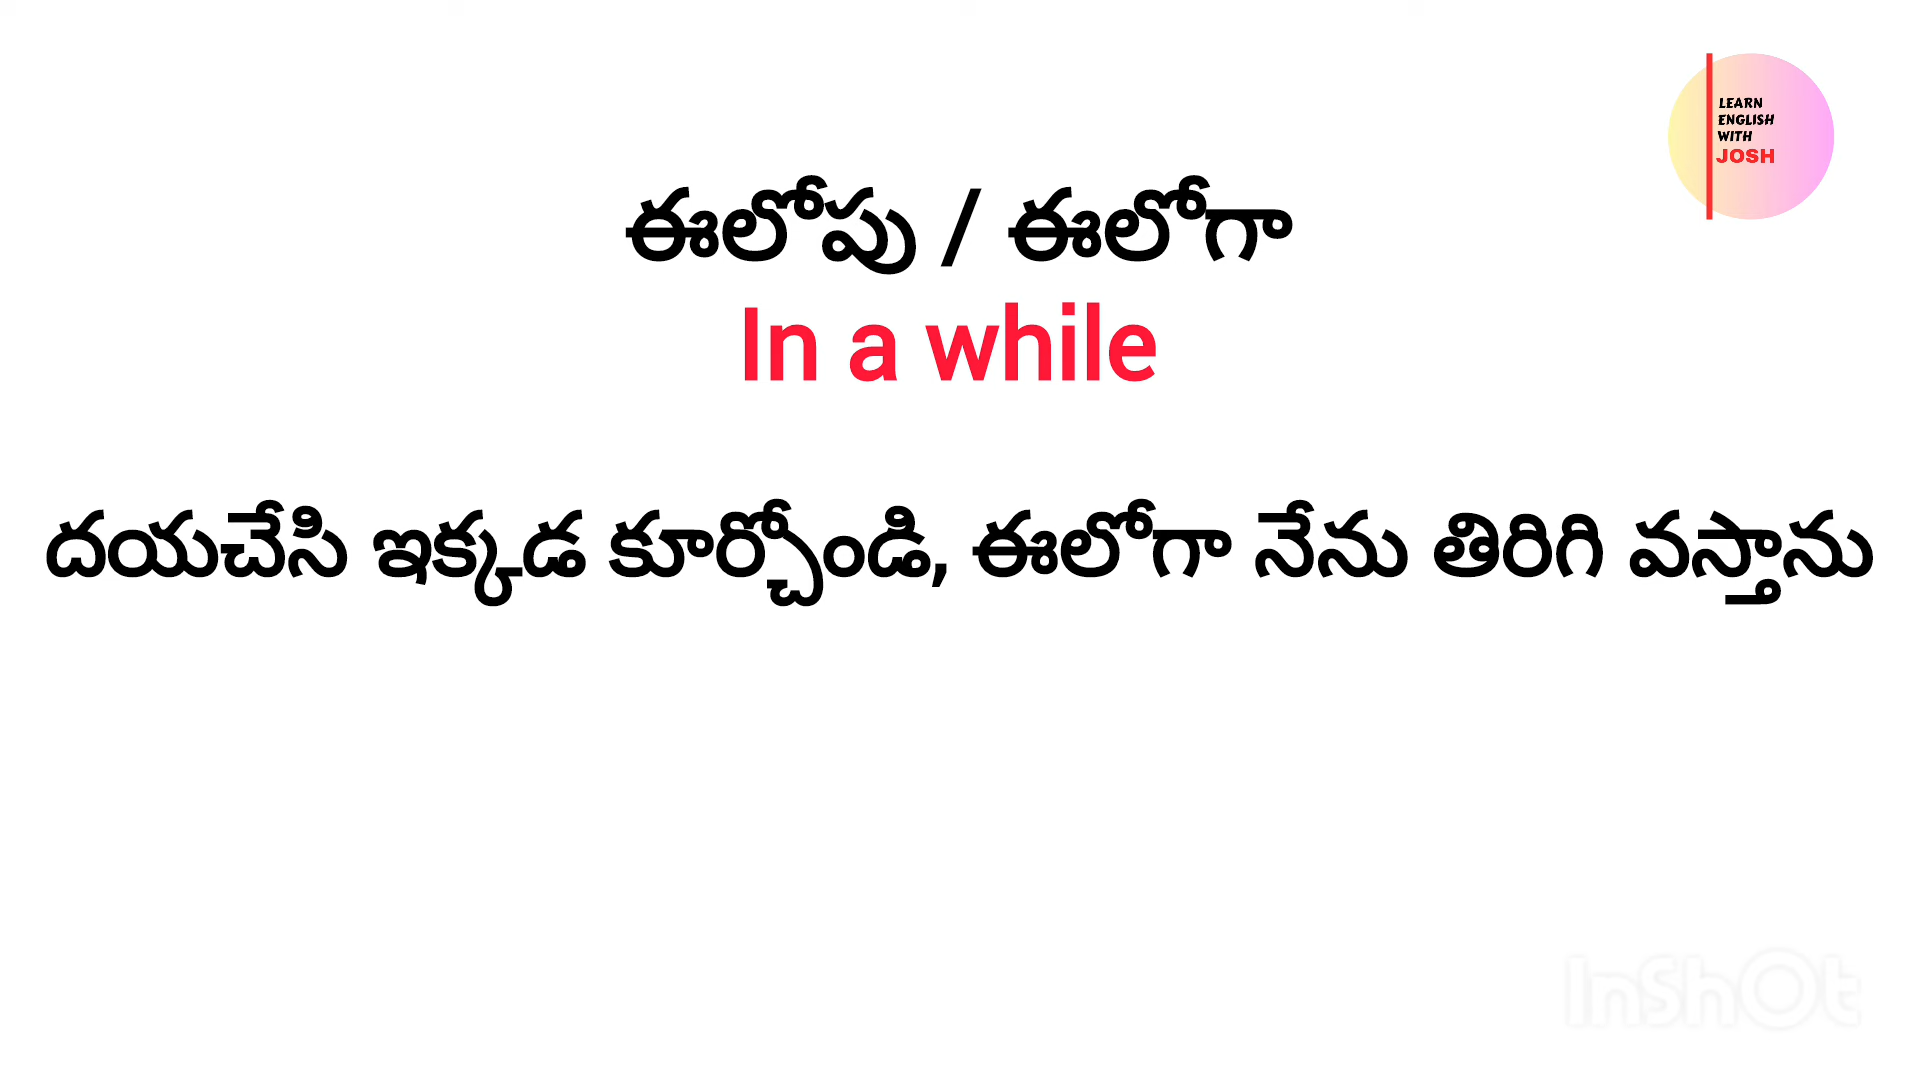 LEARN
ENGLISH
WITH
JOSH
ఈలోపు / ఈలోగా
In a while
దయచేసి ఇక్కడ కూర్చోండి, ఈలోగా నేను తిరిగి వస్తాను
InShOt